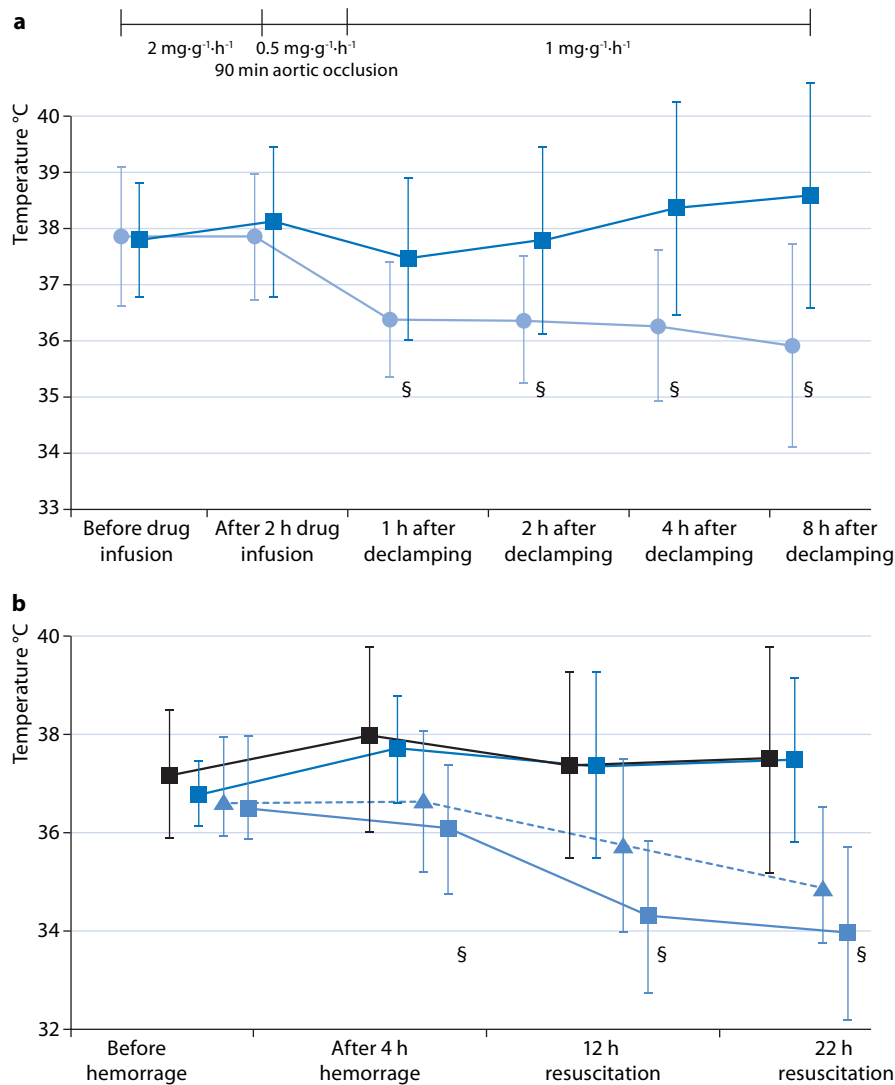 a
2 mg·g⁻¹·h⁻¹ 0.5 mg·g⁻¹·h⁻¹ 1 mg·g⁻¹·h⁻¹
90 min aortic occlusion
Temperature °C
40
39
38
37
36
35
34
33
§ § § §
Before drug infusion
After 2 h drug infusion
1 h after declamping
2 h after declamping
4 h after declamping
8 h after declamping
b
Temperature °C
40
38
36
34
32
§ § §
Before hemorrage
After 4 h hemorrage
12 h resuscitation
22 h resuscitation